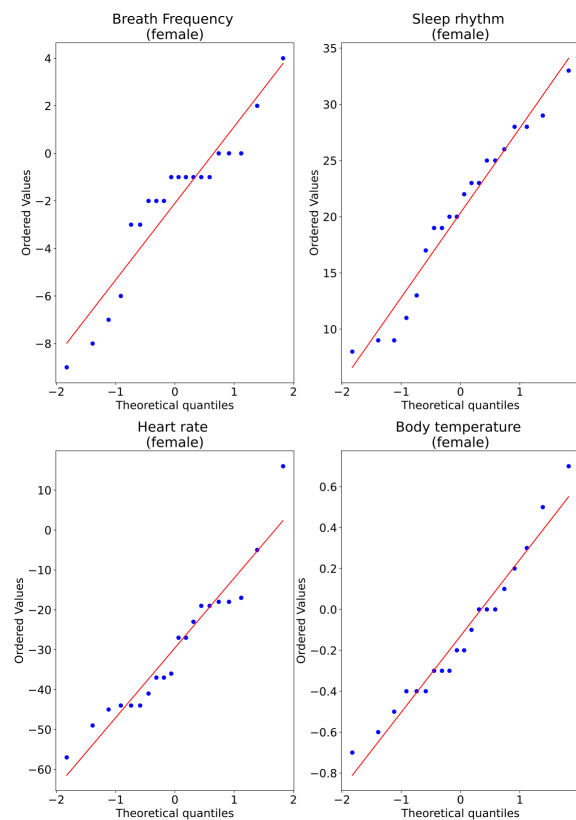 Breath Frequency
(female)
4
2
0
−2
−4
−6
−8
Ordered Values
−2 −1 0 1 2
Theoretical quantiles
Sleep rhythm
(female)
35
30
25
20
15
10
Ordered Values
−2 −1 0 1
Theoretical quantiles
Heart rate
(female)
10
0
−10
−20
−30
−40
−50
−60
Ordered Values
−2 −1 0 1 2
Theoretical quantiles
Body temperature
(female)
0.6
0.4
0.2
0.0
−0.2
−0.4
−0.6
−0.8
Ordered Values
−2 −1 0 1
Theoretical quantiles